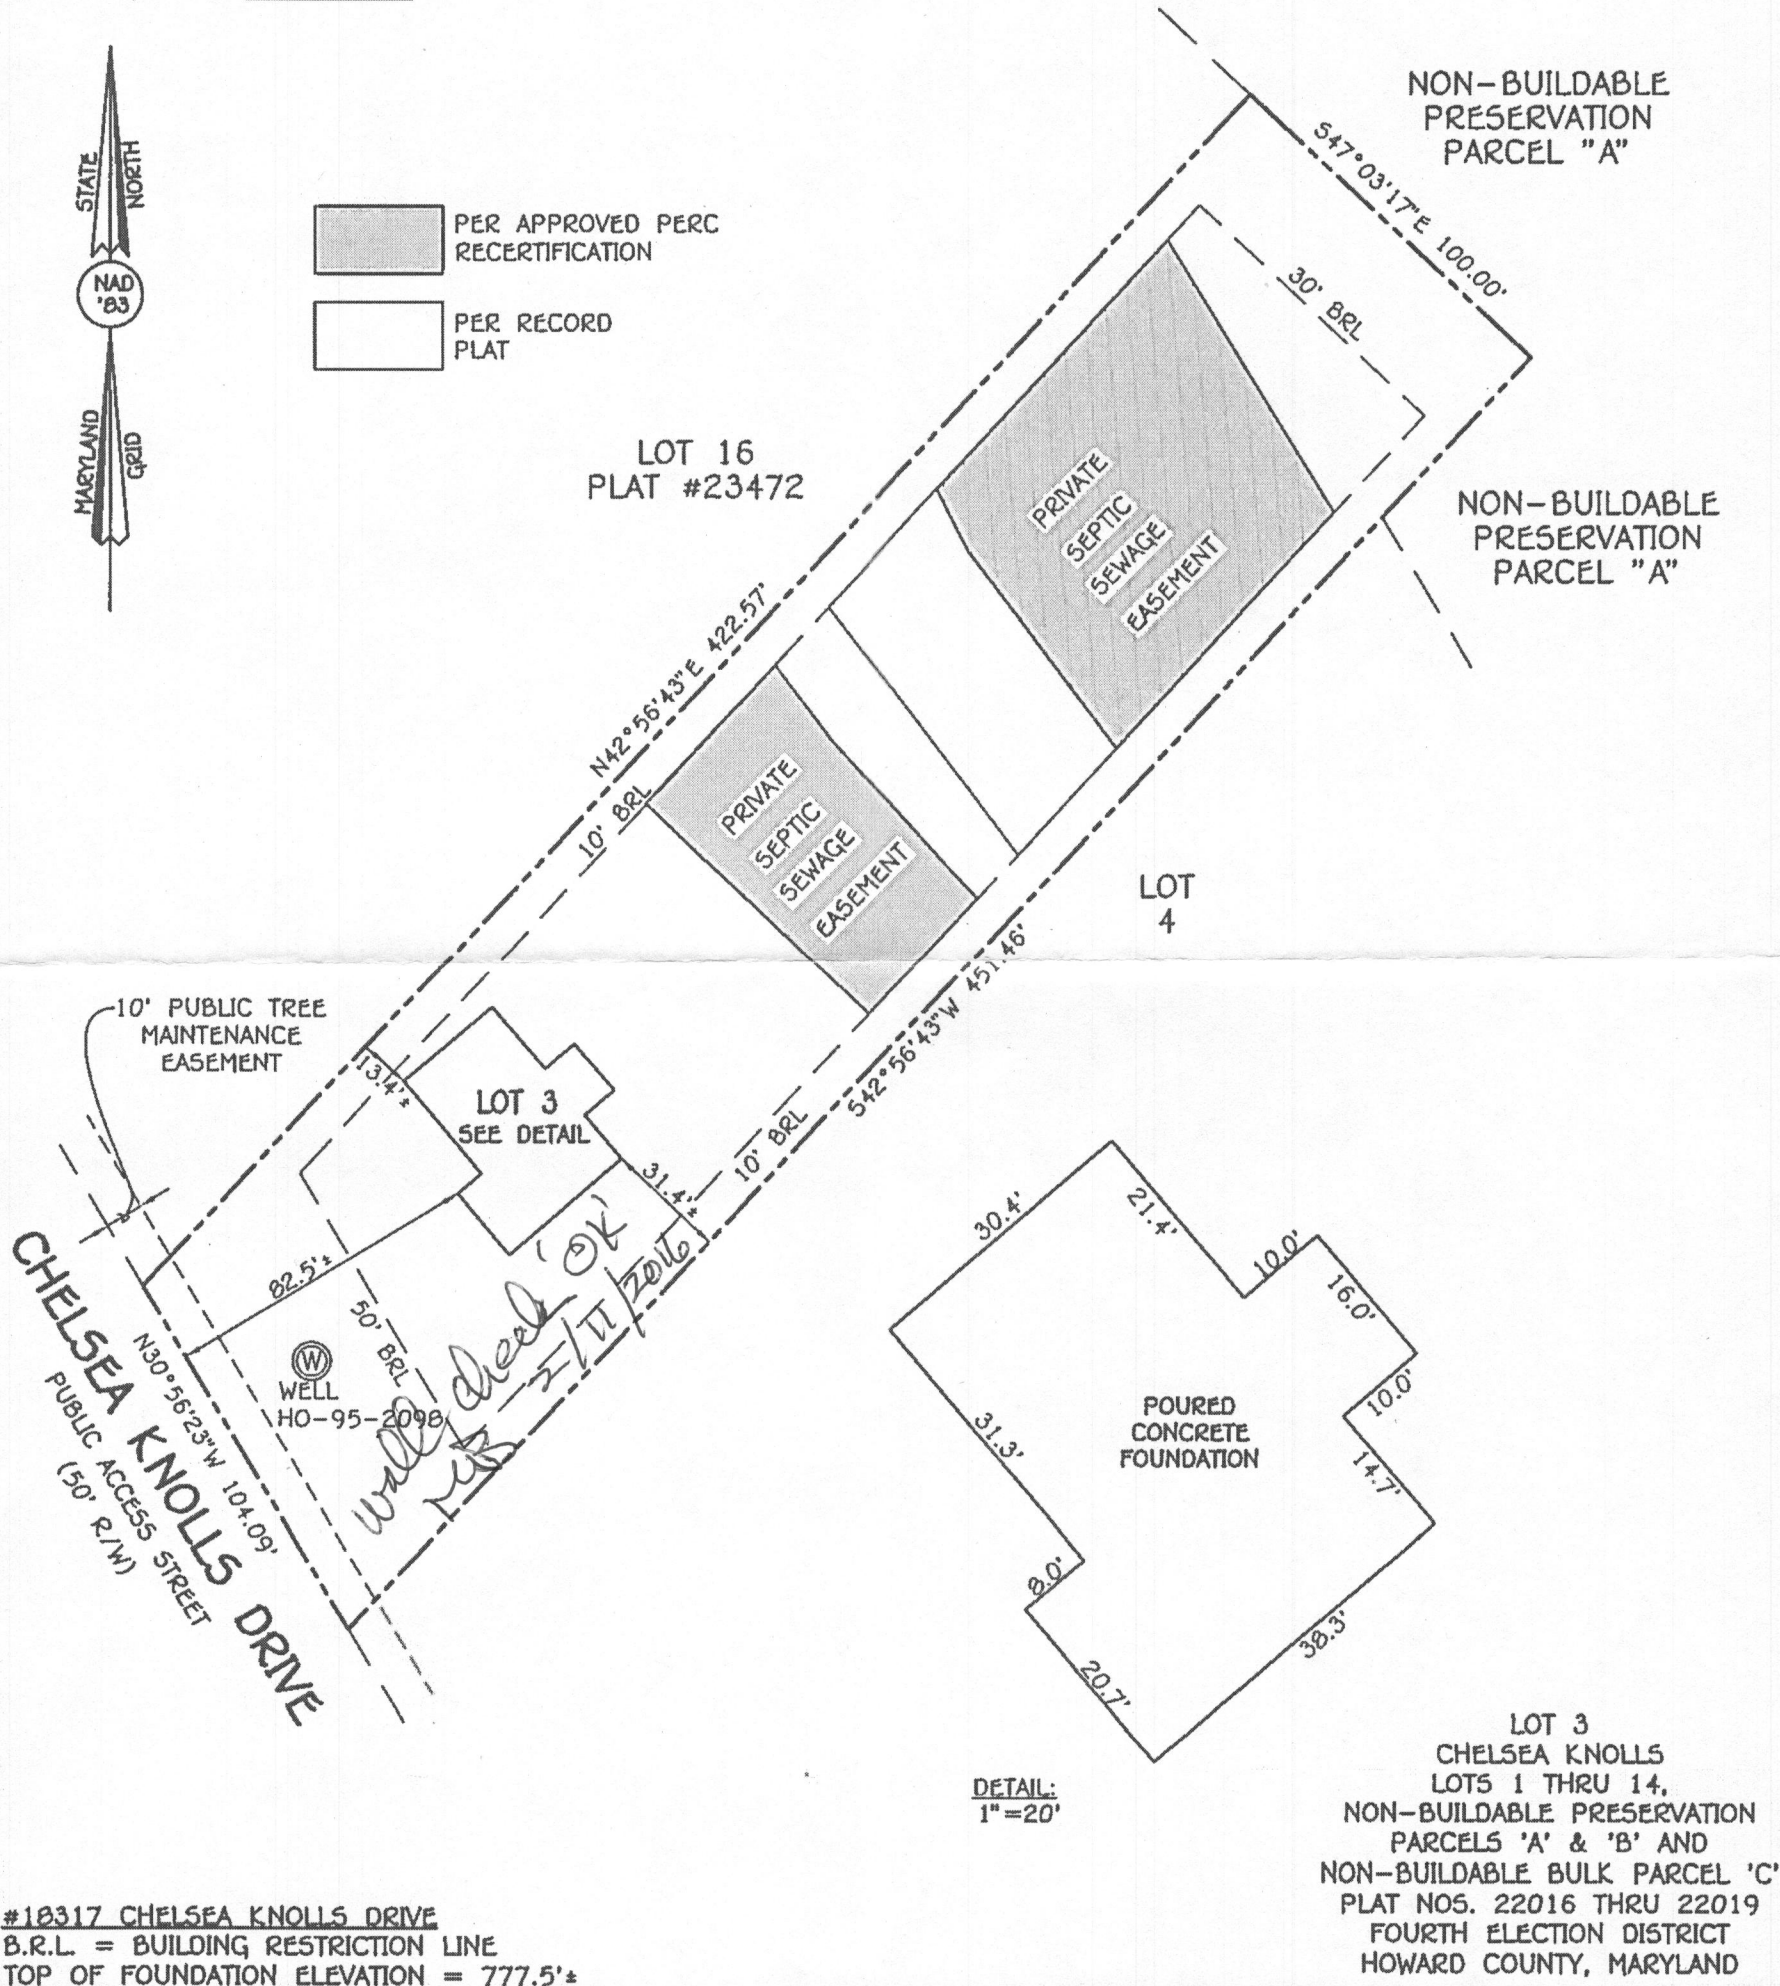 STATE
NORTH
NAD
'83
MARYLAND
GRID
PER APPROVED PERC
RECERTIFICATION
PER RECORD
PLAT
NON-BUILDABLE
PRESERVATION
PARCEL "A"
S47°03'17"E 100.00'
30' BRL
LOT 16
PLAT #23472
PRIVATE
SEPTIC
SEWAGE
EASEMENT
NON-BUILDABLE
PRESERVATION
PARCEL "A"
N42°56'43"E 422.57'
10' BRL
PRIVATE
SEPTIC
SEWAGE
EASEMENT
LOT
4
S42°56'43"W 451.46'
10' BRL
10' PUBLIC TREE
MAINTENANCE
EASEMENT
13.4'±
LOT 3
SEE DETAIL
31.4'±
82.5'±
50' BRL
WELL
HO-95-2098
W
Wall check 'OK'
2/11/2016
CHELSEA KNOLLS DRIVE
N30°56'23"W 104.09'
PUBLIC ACCESS STREET
(50' R/W)
30.4'
21.4'
10.0'
16.0'
10.0'
14.7'
38.3'
20.7'
8.0'
31.3'
POURED
CONCRETE
FOUNDATION
DETAIL:
1"=20'
LOT 3
CHELSEA KNOLLS
LOTS 1 THRU 14,
NON-BUILDABLE PRESERVATION
PARCELS 'A' & 'B' AND
NON-BUILDABLE BULK PARCEL 'C'
PLAT NOS. 22016 THRU 22019
FOURTH ELECTION DISTRICT
HOWARD COUNTY, MARYLAND
#18317 CHELSEA KNOLLS DRIVE
B.R.L. = BUILDING RESTRICTION LINE
TOP OF FOUNDATION ELEVATION = 777.5'±